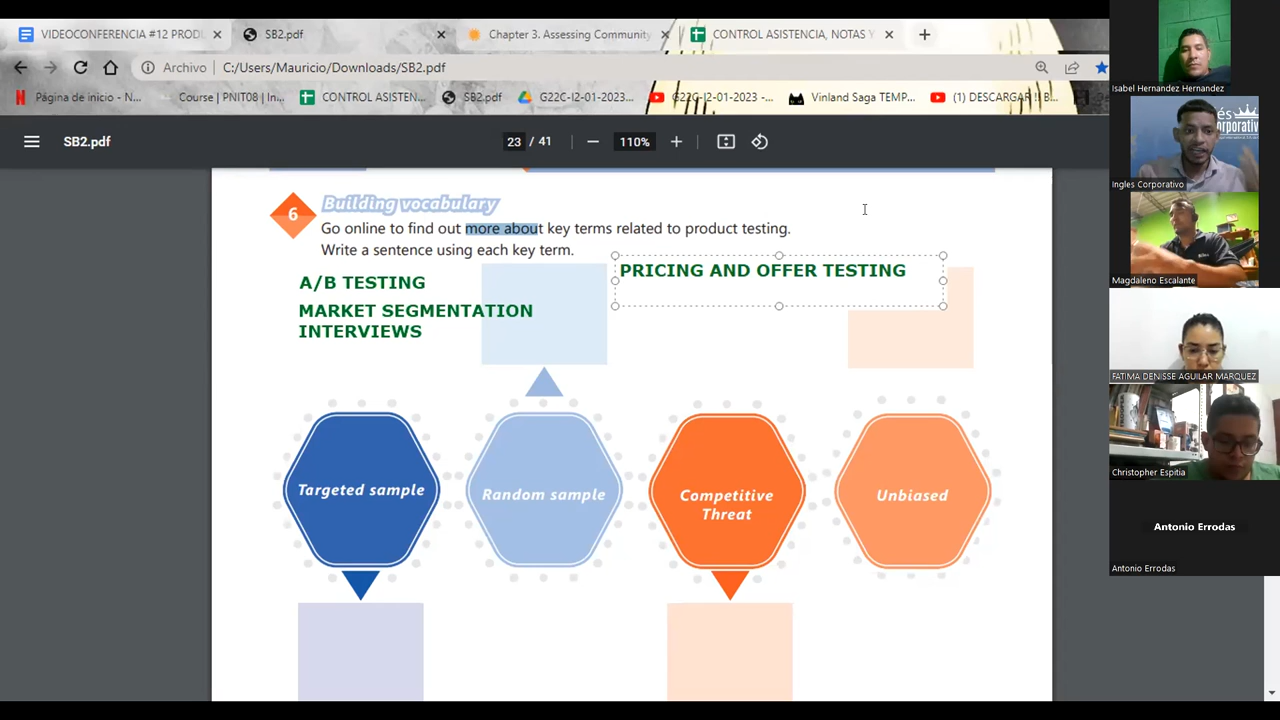 VIDEOCONFERENCIA #12 PRODU
SB2.pdf
Chapter 3. Assessing Community
CONTROL ASISTENCIA, NOTAS Y
Archivo
C:/Users/Mauricio/Downloads/SB2.pdf
Página de inicio - N...
Course | PNIT08 | In...
CONTROL ASISTEN...
SB2.pdf
G22C-I2-01-2023...
G22C-I2-01-2023 -...
Vinland Saga TEMP...
(1) DESCARGAR !! B...
SB2.pdf
23 / 41
110%
6
Building vocabulary
Go online to find out more about key terms related to product testing.
Write a sentence using each key term.
A/B TESTING
MARKET SEGMENTATION
INTERVIEWS
PRICING AND OFFER TESTING
Targeted sample
Random sample
Competitive
Threat
Unbiased
Isabel Hernandez Hernandez
és
orporativo
Ingles Corporativo
Magdaleno Escalante
FATIMA DENISSE AGUILAR MARQUEZ
Christopher Espitia
Antonio Errodas
Antonio Errodas